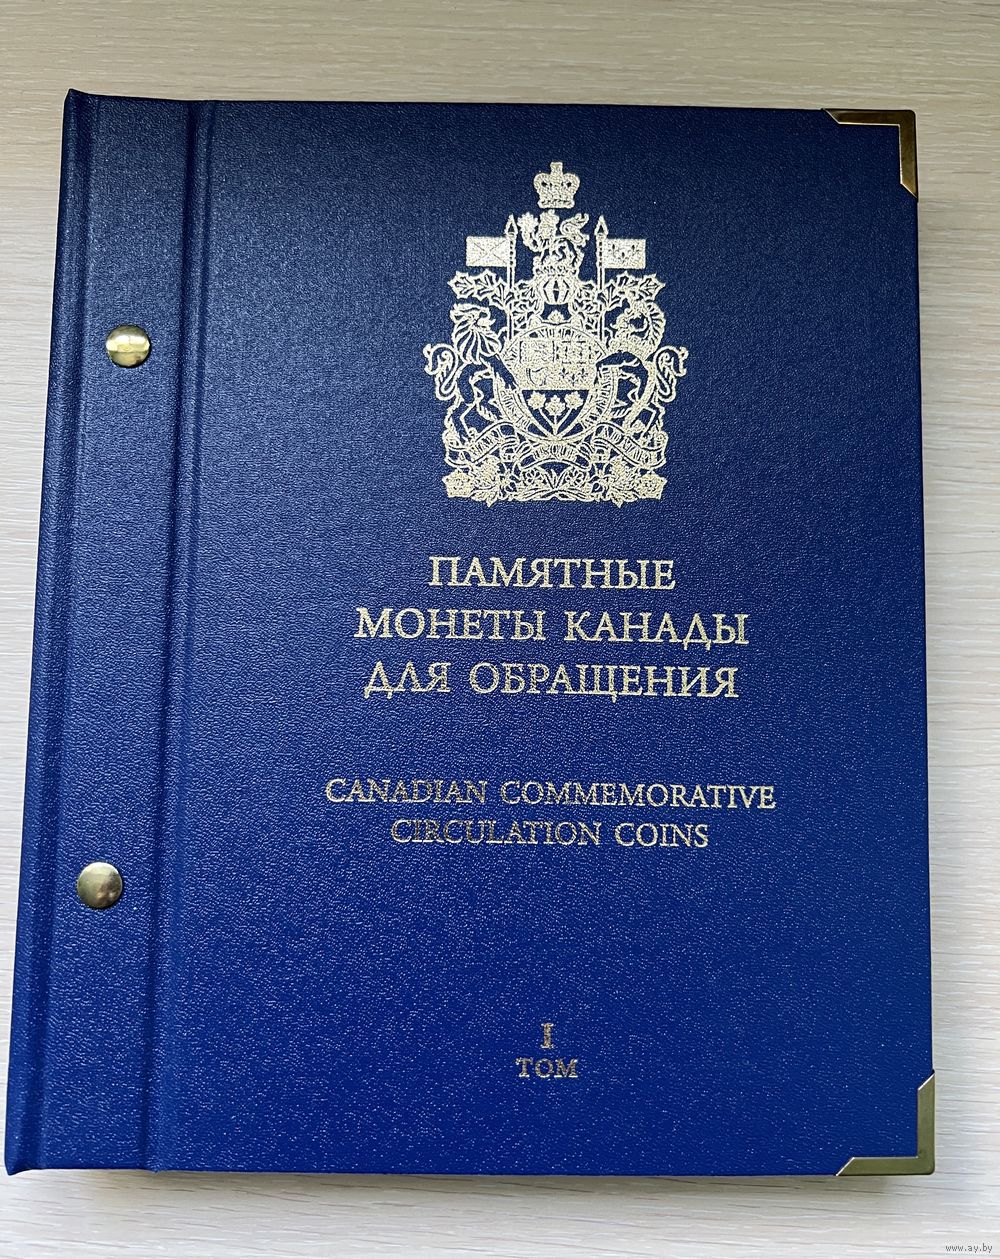 ПАМЯТНЫЕ
МОНЕТЫ КАНАДЫ
ДЛЯ ОБРАЩЕНИЯ
CANADIAN COMMEMORATIVE
CIRCULATION COINS
I
ТОМ
www.ay.by